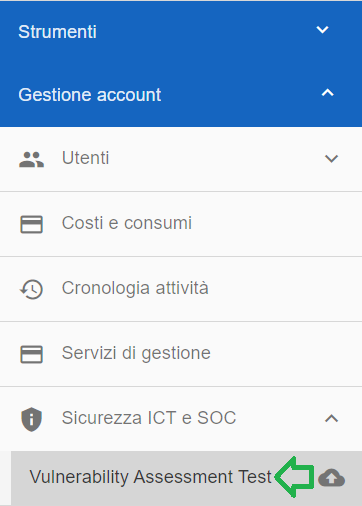 Strumenti
Gestione account
Utenti
Costi e consumi
Cronologia attività
Servizi di gestione
Sicurezza ICT e SOC
Vulnerability Assessment Test